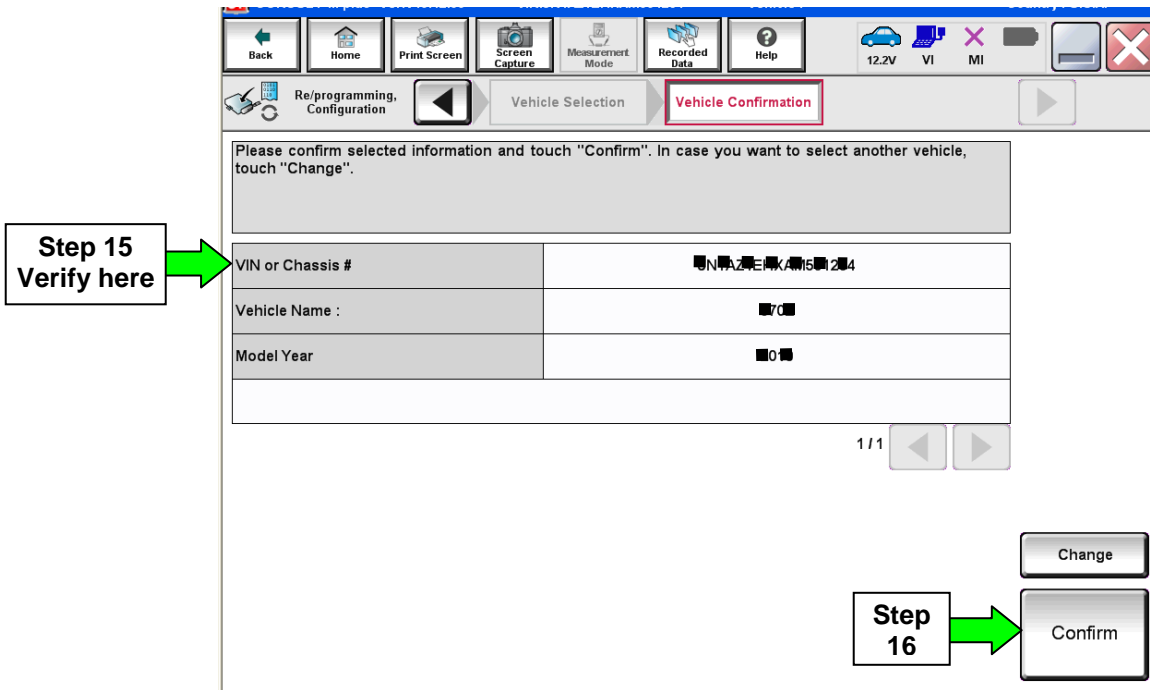 Back
Home
Print Screen
Screen
Capture
Measurement
Mode
Recorded
Data
Help
12.2V
VI
MI
Re/programming,
Configuration
Vehicle Selection
Vehicle Confirmation
Please confirm selected information and touch "Confirm". In case you want to select another vehicle,
touch "Change".
Step 15
Verify here
VIN or Chassis #
Vehicle Name :
Model Year
1/1
Change
Step
16
Confirm